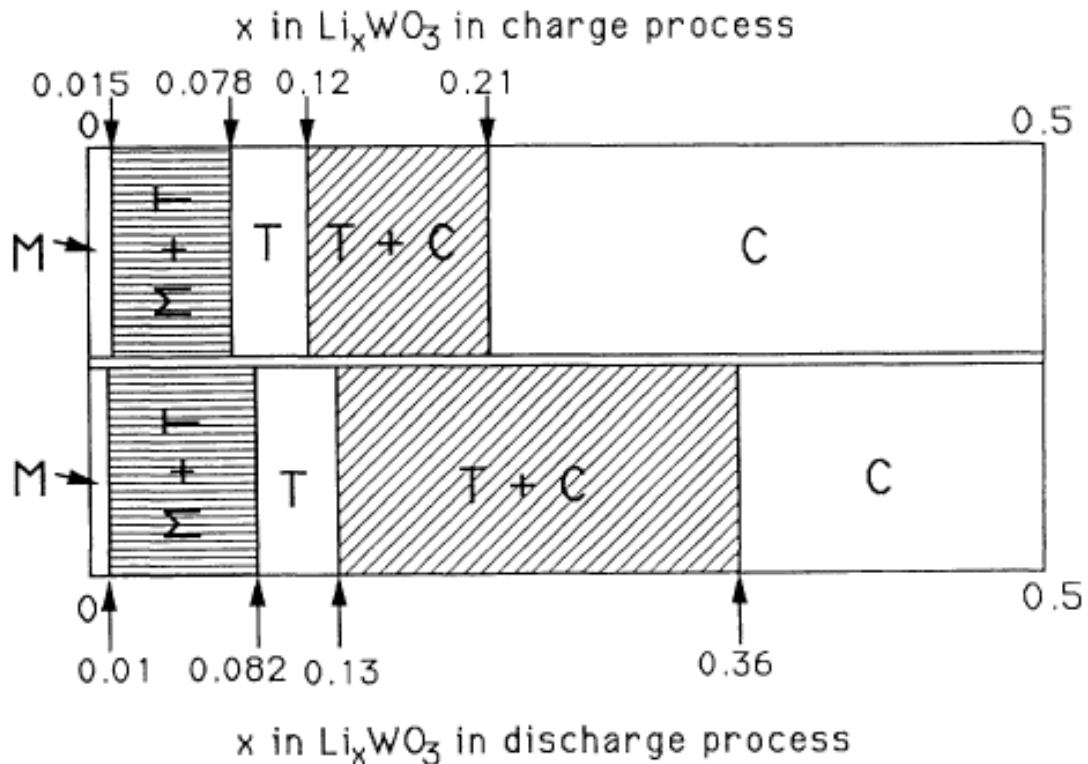 x in LiₓWO₃ in charge process
0.015 0.078 0.12 0.21
0 0.5
M M + T T T + C C
M M + T T T + C C
0 0.5
0.01 0.082 0.13 0.36
x in LiₓWO₃ in discharge process